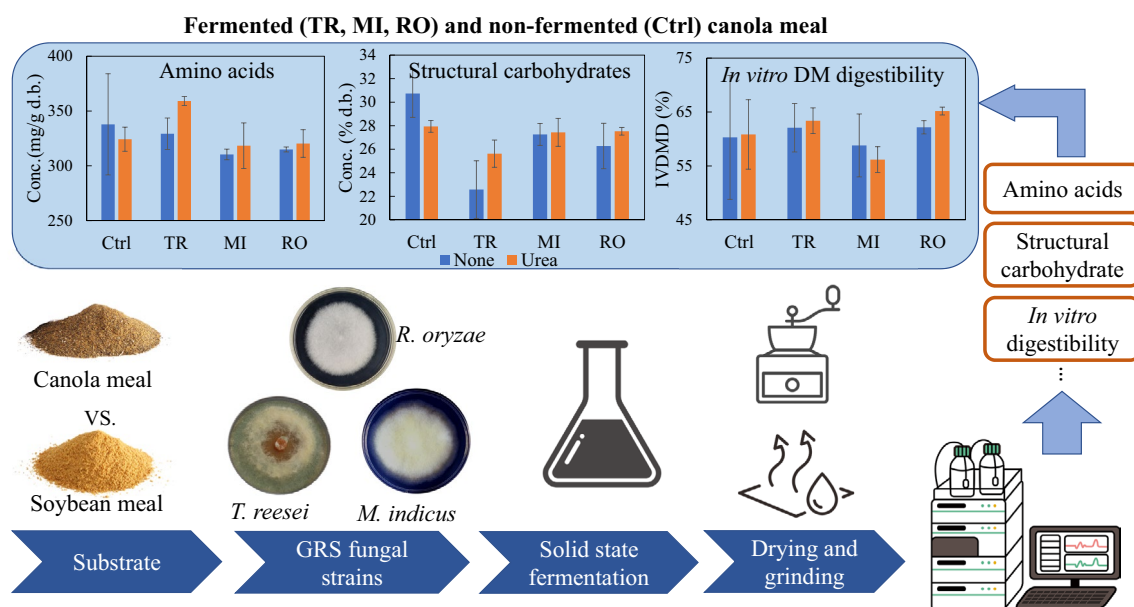 Fermented (TR, MI, RO) and non-fermented (Ctrl) canola meal
Amino acids
Conc.(mg/g d.b.)
400
350
300
250
Ctrl
TR
MI
RO
Structural carbohydrates
Conc. (% d.b.)
34
32
30
28
26
24
22
20
Ctrl
TR
MI
RO
None
Urea
In vitro DM digestibility
IVDMD (%)
75
65
55
45
Ctrl
TR
MI
RO
Amino acids
Structural
carbohydrate
In vitro
digestibility
...
Canola meal
VS.
Soybean meal
R. oryzae
T. reesei
M. indicus
Substrate
GRS fungal
strains
Solid state
fermentation
Drying and
grinding